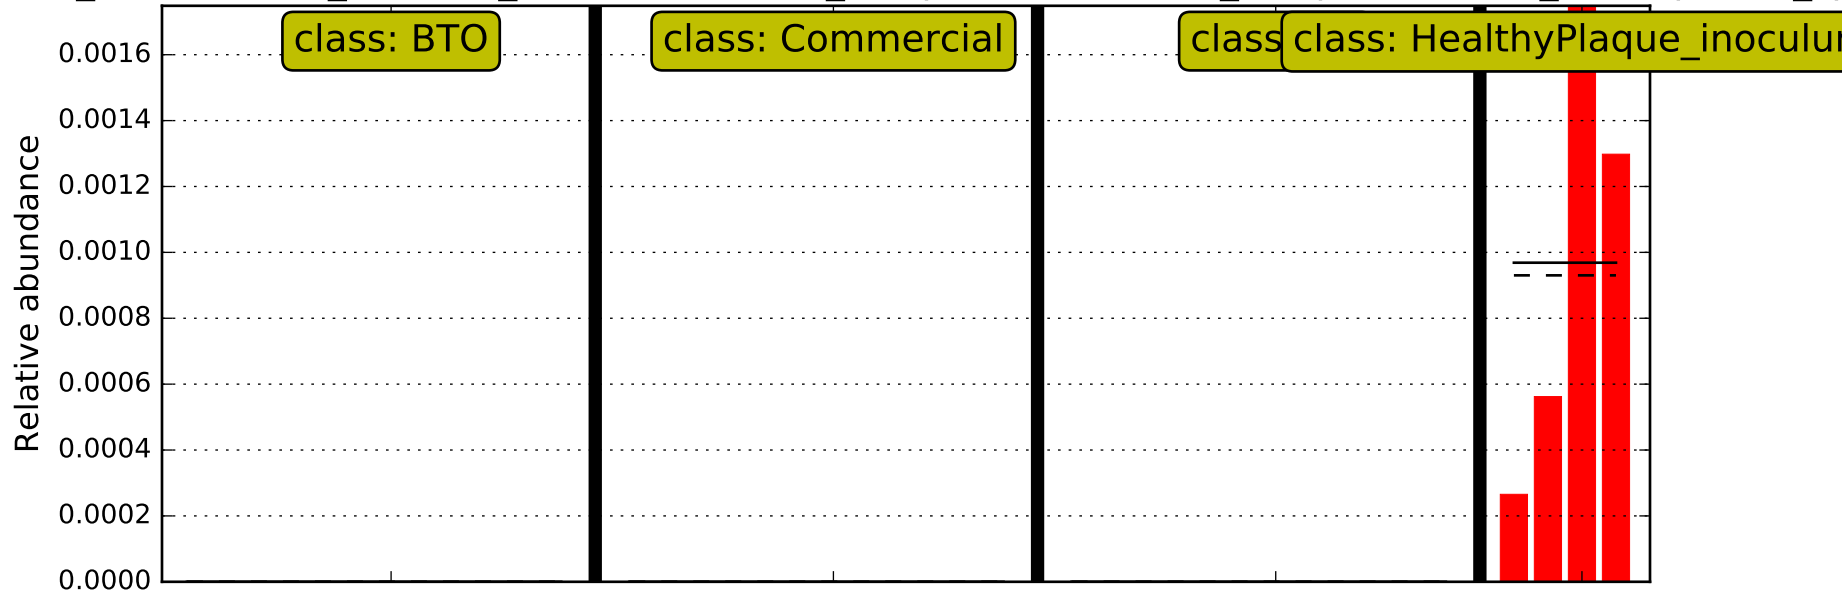 class: BTO
class: Commercial
class
class: HealthyPlaque_inoculu
0.0016
0.0014
0.0012
0.0010
0.0008
0.0006
0.0004
0.0002
0.0000
Relative abundance